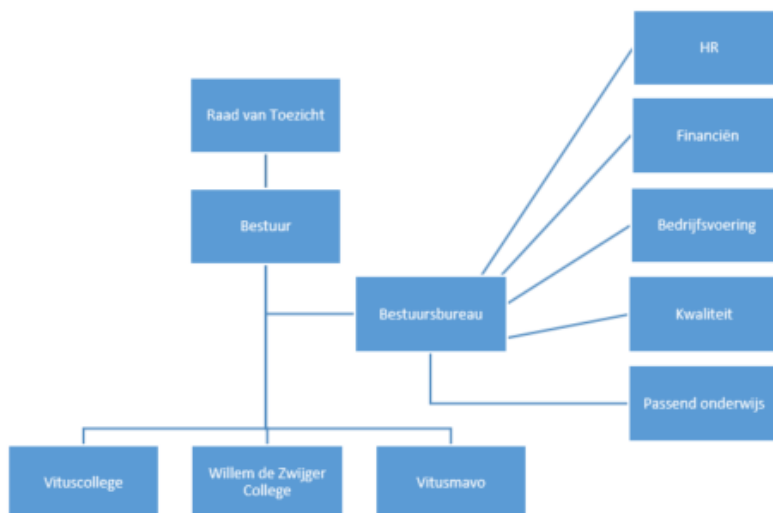 HR
Raad van Toezicht
Financiën
Bestuur
Bedrijfsvoering
Bestuursbureau
Kwaliteit
Passend onderwijs
Vituscollege
Willem de Zwijger
College
Vitusmavo